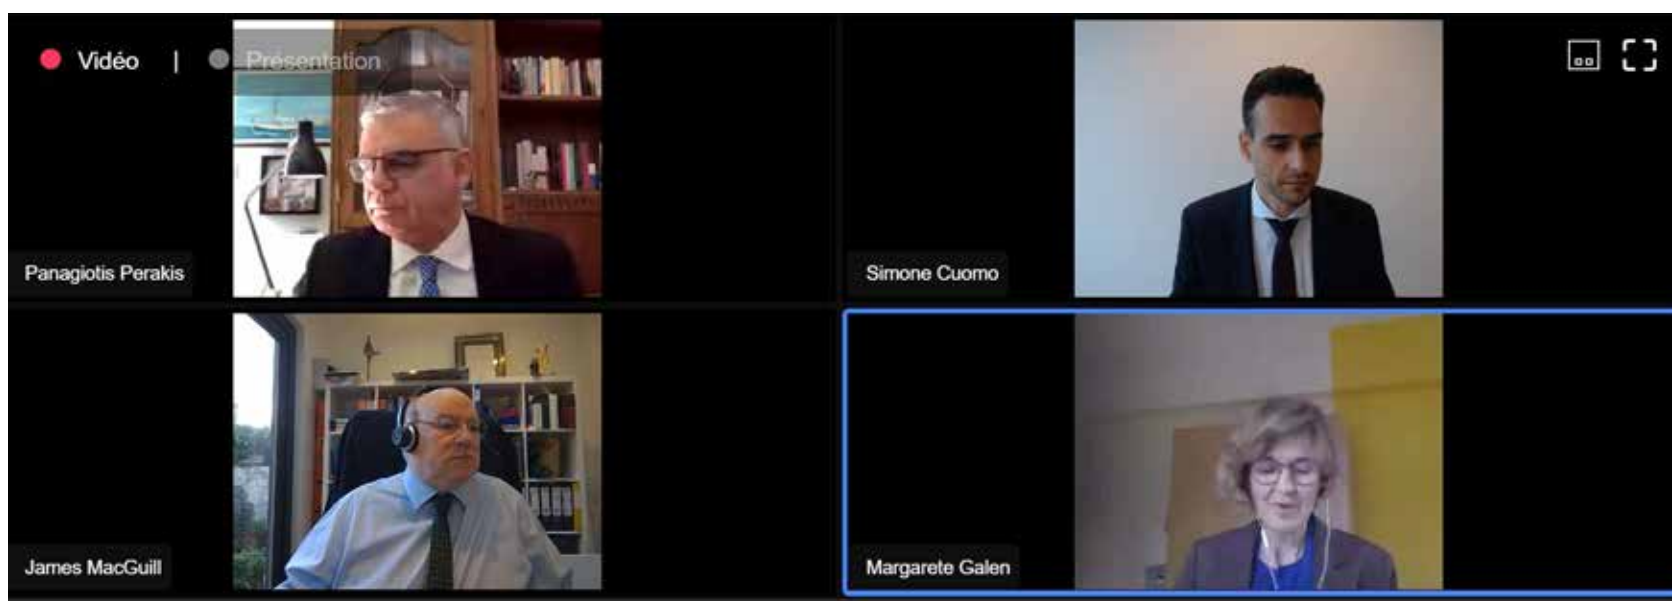 Vidéo | Présentation
Panagiotis Perakis
Simone Cuomo
James MacGuill
Margarete Galen